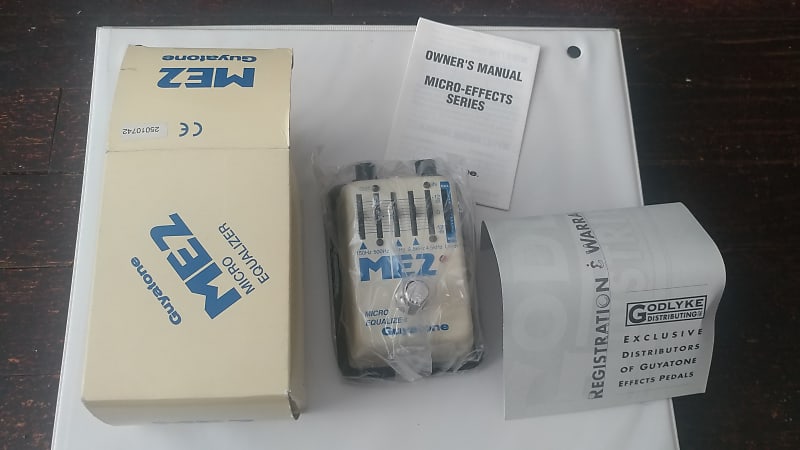 Guyatone
ME2
25010742
CE
Guyatone
ME2
MICRO
EQUALIZER
OWNER'S MANUAL
MICRO-EFFECTS
SERIES
ME2
MICRO
EQUALIZER
Guyatone
REGISTRATION & WARRA
GODLYKE
DISTRIBUTING
EXCLUSIVE
DISTRIBUTORS
OF GUYATONE
EFFECTS PEDALS